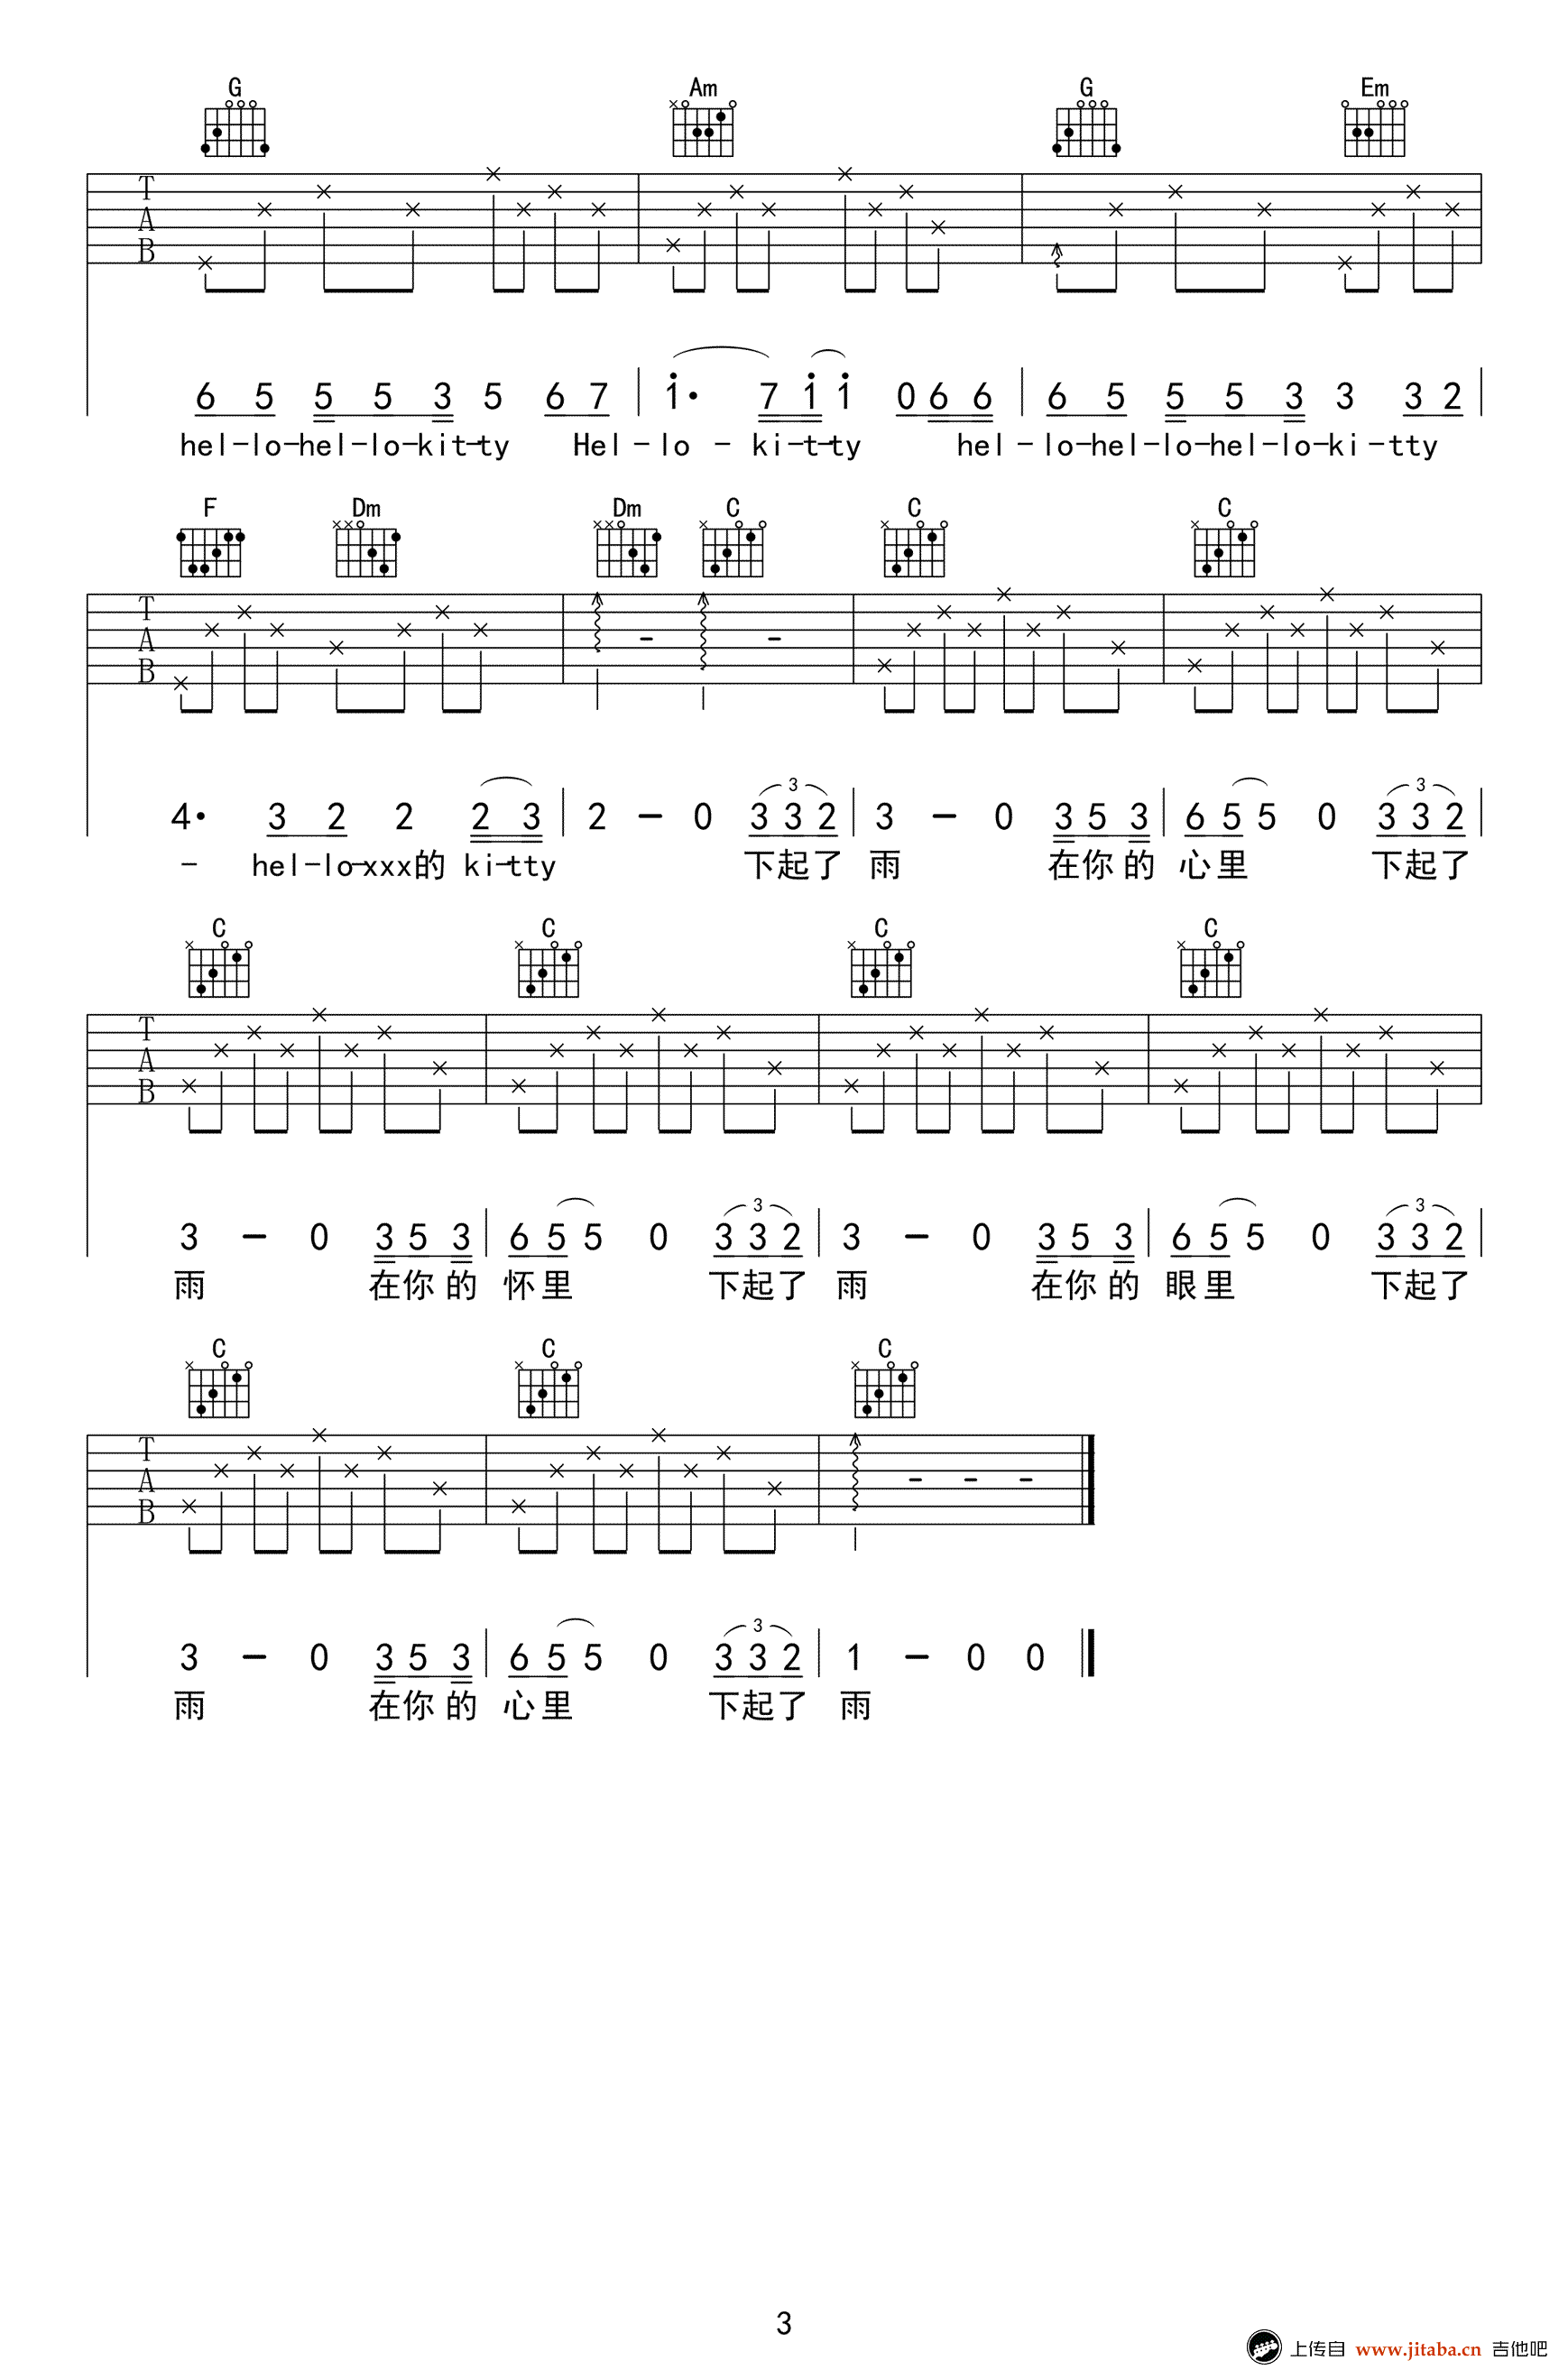 G Am G Em
T
A
B
6 5 5 5 3 5 6 7 1· 7 1 1 0 6 6 6 5 5 5 3 3 3 2
hel-lo-hel-lo-kit-ty Hel-lo - ki-t-ty hel-lo-hel-lo-hel-lo-ki-tty
F Dm Dm C C C
T
A
B
3 3
4· 3 2 2 2 3 2 - 0 3 3 2 3 - 0 3 5 3 6 5 5 0 3 3 2
- hel-lo-xxx的 ki-tty 下起了 雨 在你的 心里 下起了
C C C C
T
A
B
3 3
3 - 0 3 5 3 6 5 5 0 3 3 2 3 - 0 3 5 3 6 5 5 0 3 3 2
雨 在你的 怀里 下起了 雨 在你的 眼里 下起了
C C C
T
A
B
3
3 - 0 3 5 3 6 5 5 0 3 3 2 1 - 0 0
雨 在你的 心里 下起了 雨
3
上传自 www.jitaba.cn 吉他吧